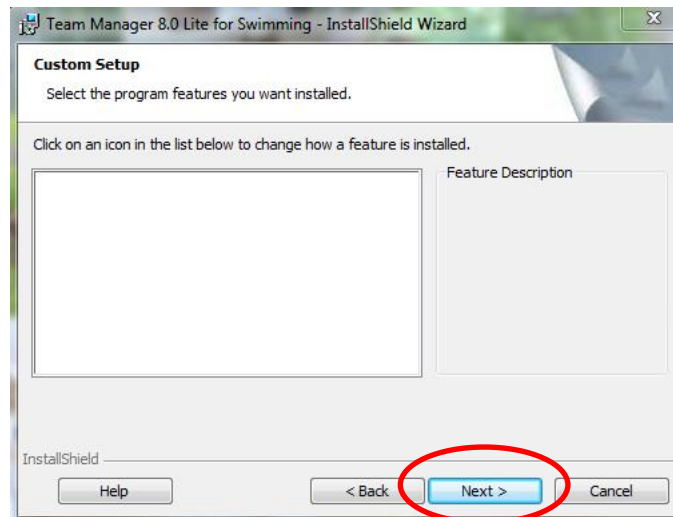 Team Manager 8.0 Lite for Swimming - InstallShield Wizard
Custom Setup
Select the program features you want installed.
Click on an icon in the list below to change how a feature is installed.
Feature Description
InstallShield
Help
< Back
Next >
Cancel